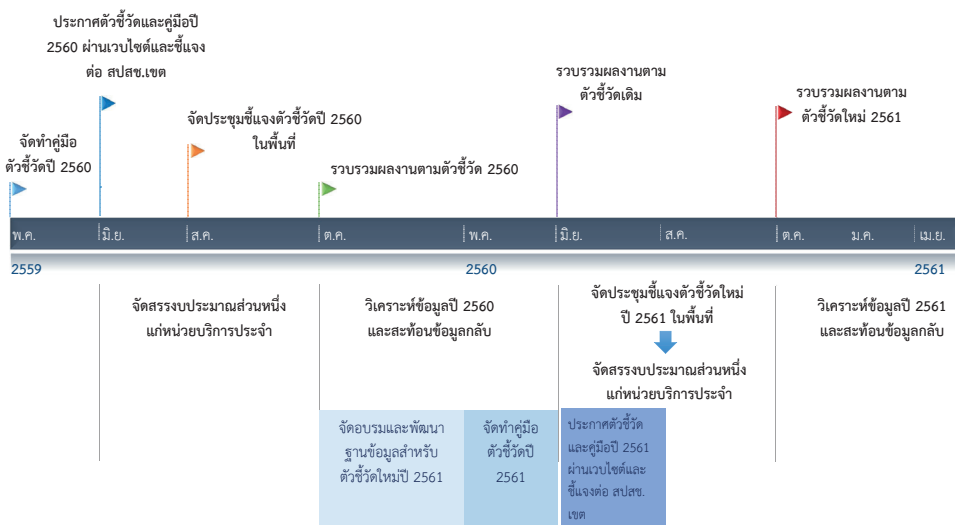 ประกาศตัวชี้วัดและคู่มือปี
2560 ผ่านเวบไซต์และชี้แจง
ต่อ สปสช.เขต
จัดทำคู่มือ
ตัวชี้วัดปี 2560
จัดประชุมชี้แจงตัวชี้วัดปี 2560
ในพื้นที่
รวบรวมผลงานตามตัวชี้วัด 2560
รวบรวมผลงานตาม
ตัวชี้วัดเดิม
รวบรวมผลงานตาม
ตัวชี้วัดใหม่ 2561
พ.ค. มิ.ย. ส.ค. ต.ค. พ.ค. มิ.ย. ส.ค. ต.ค. ม.ค. เม.ย.
2559 2560 2561
จัดสรรงบประมาณส่วนหนึ่ง
แก่หน่วยบริการประจำ
วิเคราะห์ข้อมูลปี 2560
และสะท้อนข้อมูลกลับ
จัดประชุมชี้แจงตัวชี้วัดใหม่
ปี 2561 ในพื้นที่
จัดสรรงบประมาณส่วนหนึ่ง
แก่หน่วยบริการประจำ
วิเคราะห์ข้อมูลปี 2561
และสะท้อนข้อมูลกลับ
จัดอบรมและพัฒนา
ฐานข้อมูลสำหรับ
ตัวชี้วัดใหม่ปี 2561
จัดทำคู่มือ
ตัวชี้วัดปี
2561
ประกาศตัวชี้วัด
และคู่มือปี 2561
ผ่านเวบไซต์และ
ชี้แจงต่อ สปสช.
เขต